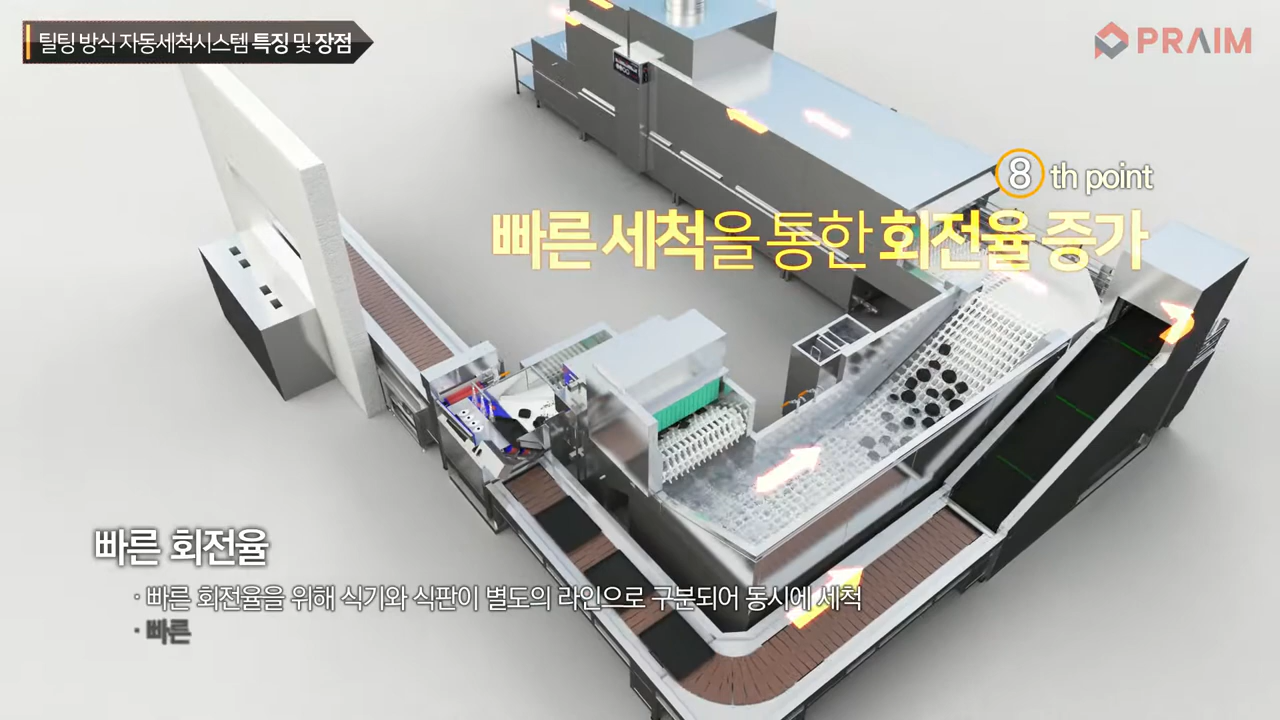 틸팅 방식 자동세척시스템 특징 및 장점
PRAIM
8 th point
빠른 세척을 통한 회전율 증가
빠른 회전율
· 빠른 회전율을 위해 식기와 식판이 별도의 라인으로 구분되어 동시에 세척
· 빠른